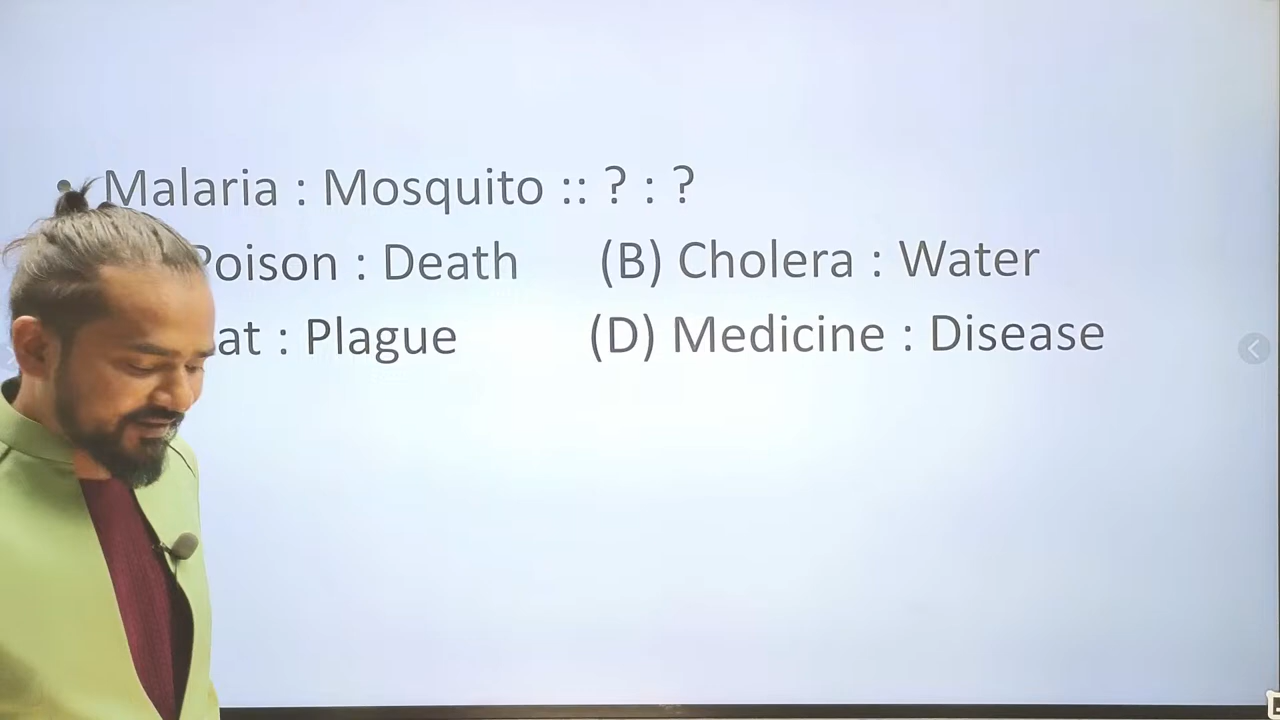 Malaria : Mosquito :: ? : ?
Poison : Death (B) Cholera : Water
: Plague (D) Medicine : Disease